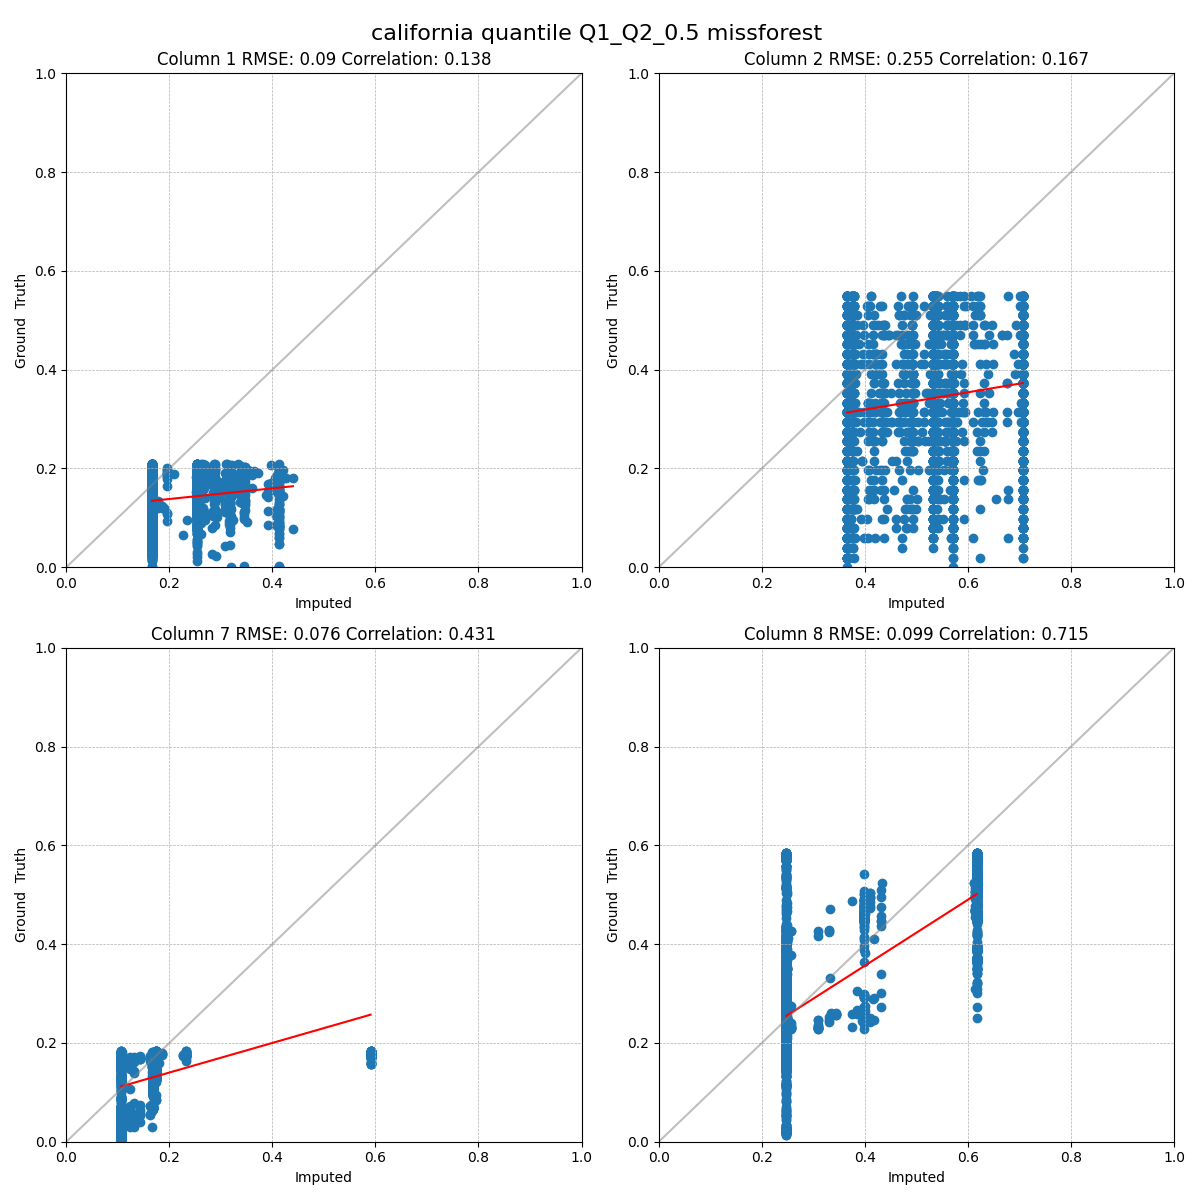 california quantile Q1_Q2_0.5 missforest
Column 1 RMSE: 0.09 Correlation: 0.138
1.0
0.8
0.6
0.4
0.2
0.0
Ground Truth
0.0 0.2 0.4 0.6 0.8 1.0
Imputed
Column 2 RMSE: 0.255 Correlation: 0.167
1.0
0.8
0.6
0.4
0.2
0.0
Ground Truth
0.0 0.2 0.4 0.6 0.8 1.0
Imputed
Column 7 RMSE: 0.076 Correlation: 0.431
1.0
0.8
0.6
0.4
0.2
0.0
Ground Truth
0.0 0.2 0.4 0.6 0.8 1.0
Imputed
Column 8 RMSE: 0.099 Correlation: 0.715
1.0
0.8
0.6
0.4
0.2
0.0
Ground Truth
0.0 0.2 0.4 0.6 0.8 1.0
Imputed